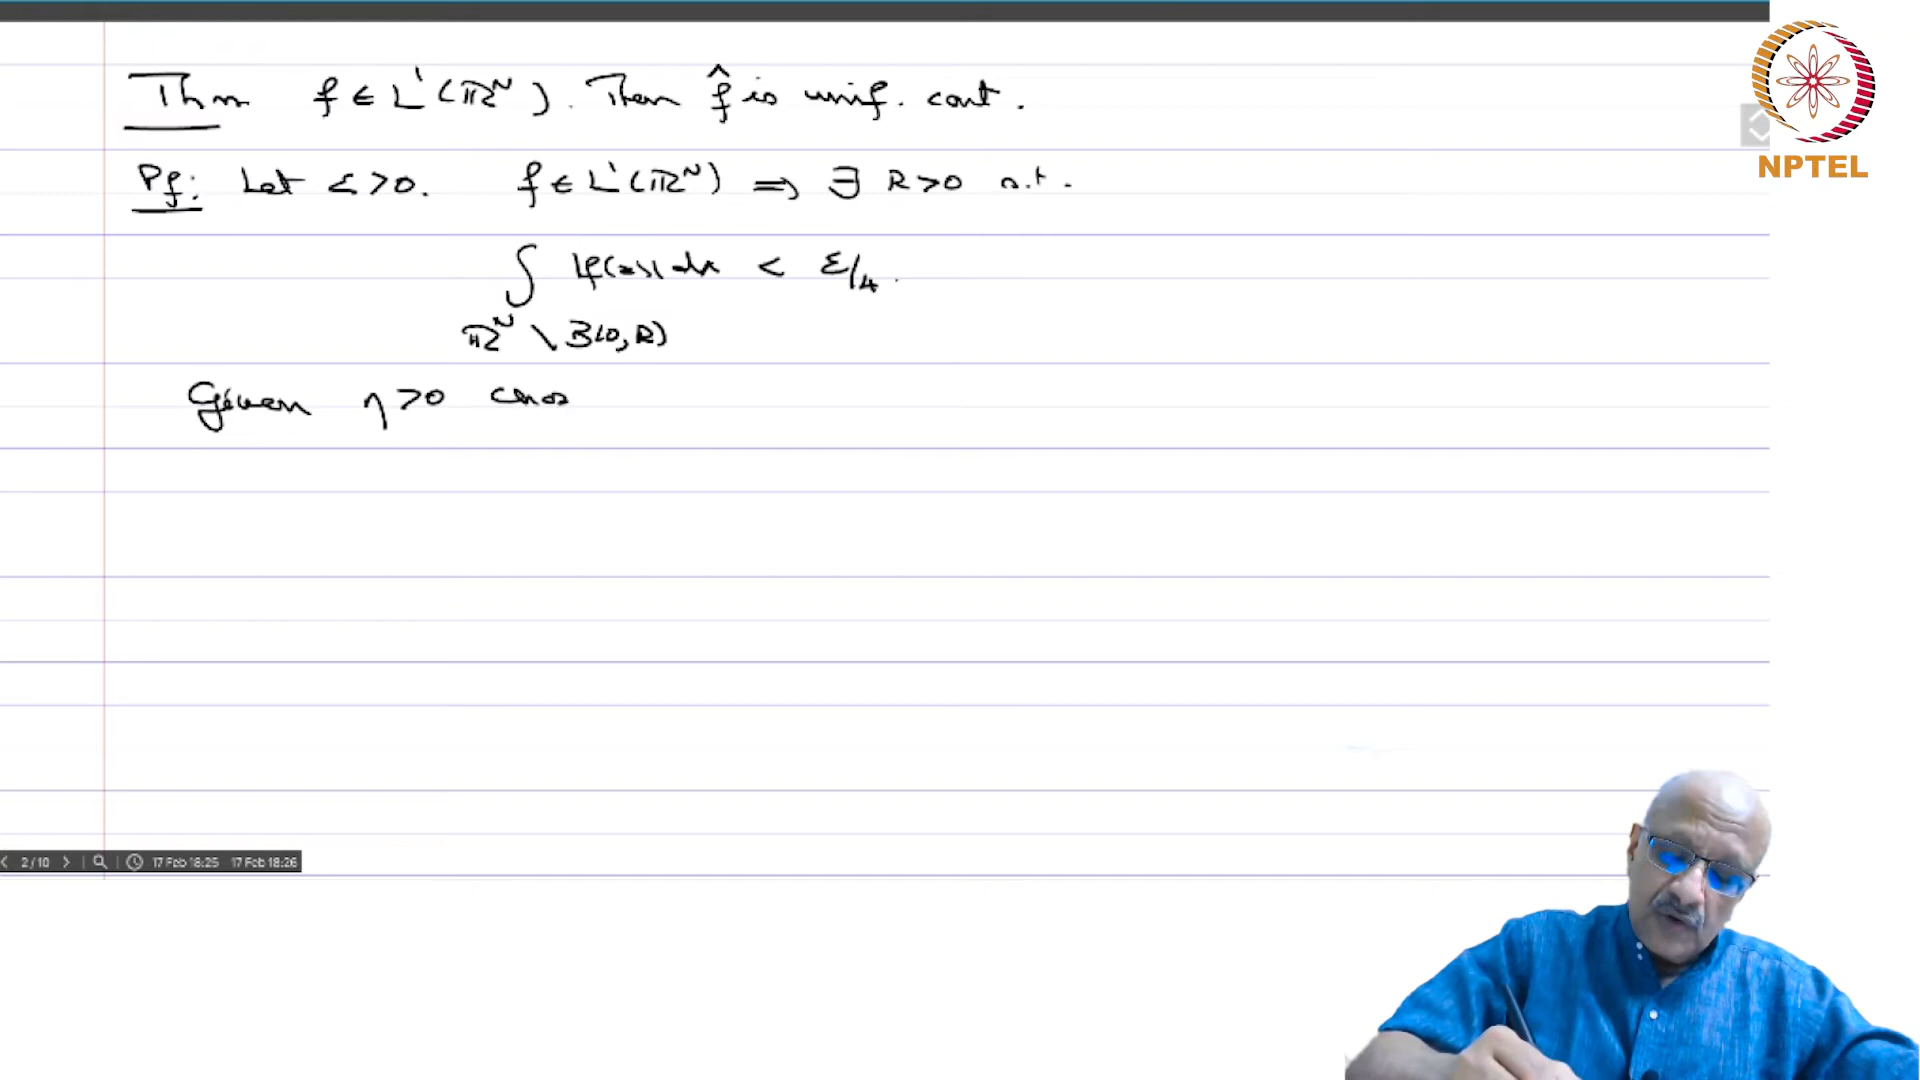 Thm f ∈ L¹(ℝᴺ). Then f̂ is unif. cont.
Pf: Let ε > 0. f ∈ L¹(ℝᴺ) ⇒ ∃ R > 0 s.t.
∫ |f(x)| dx < ε/4.
ℝᴺ \ B(0, R)
Given η > 0 choo
NPTEL
2/10 17 Feb 18:25 17 Feb 18:26